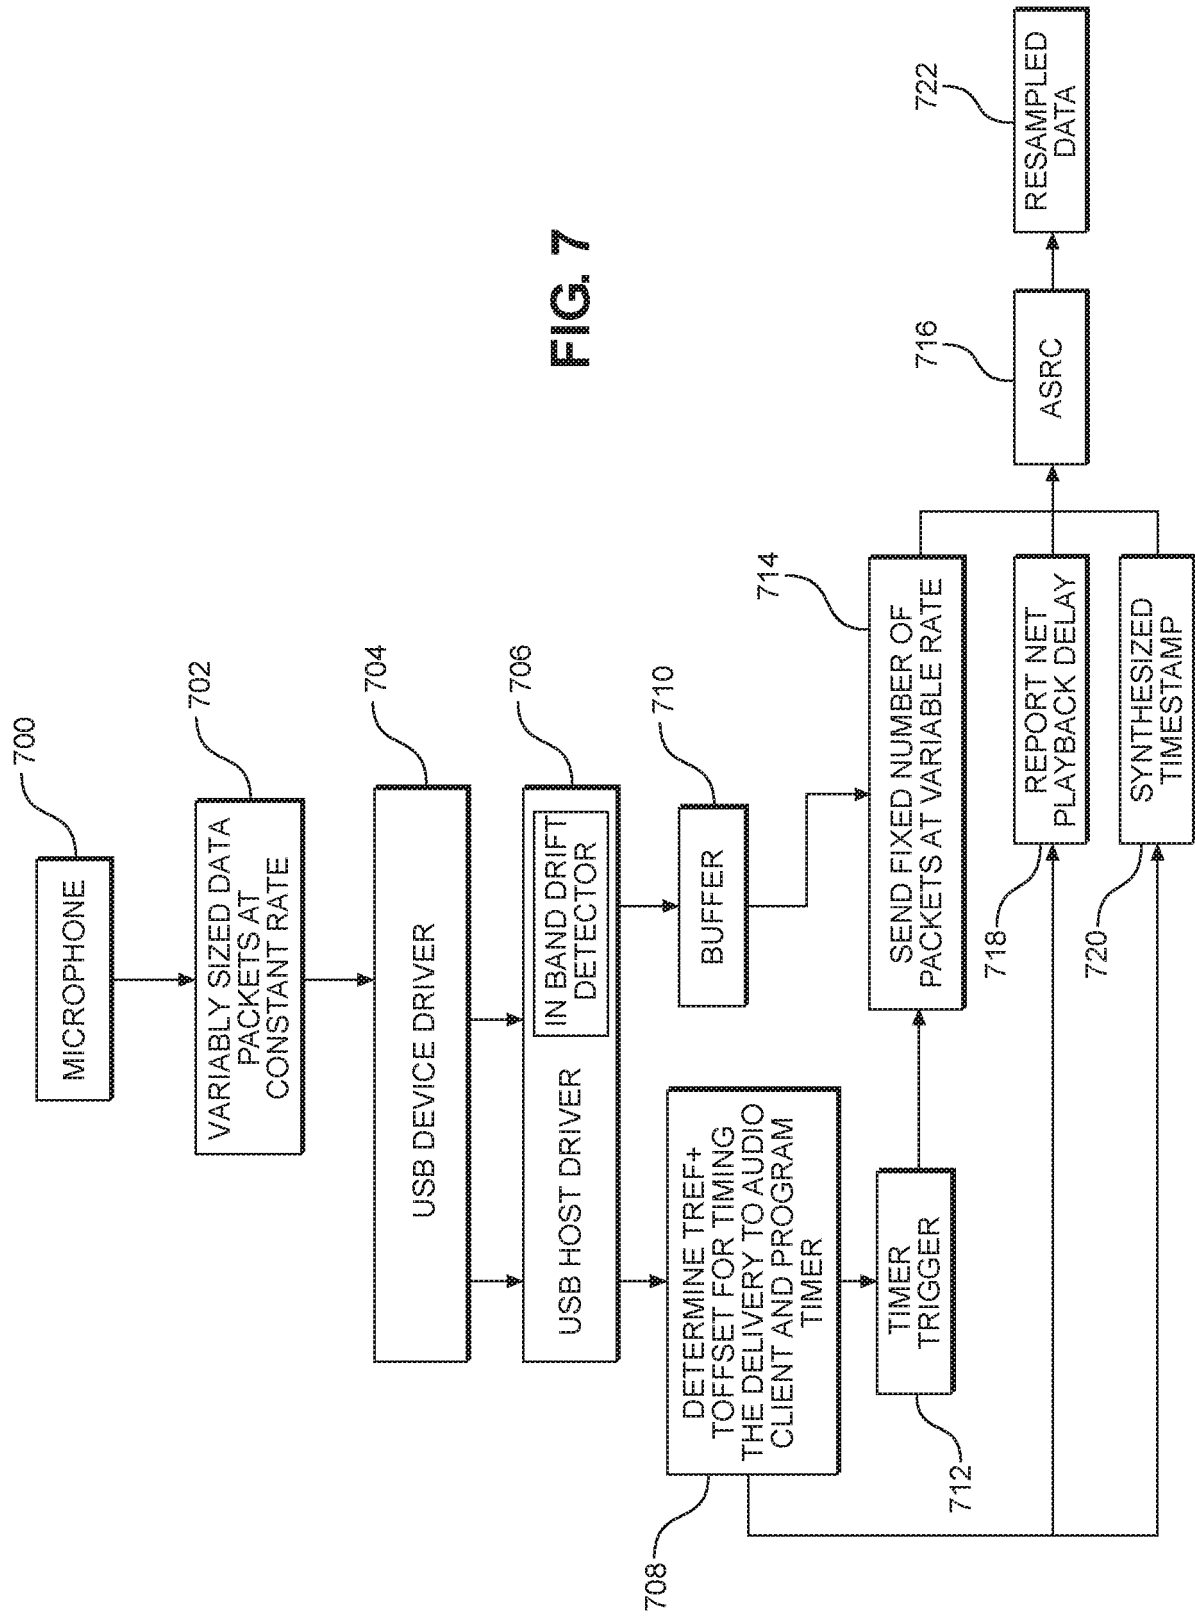 700
MICROPHONE
702
VARIABLY SIZED DATA
PACKETS AT
CONSTANT RATE
704
USB DEVICE DRIVER
706
USB HOST DRIVER
IN BAND DRIFT
DETECTOR
708
DETERMINE TREF+
TOFFSET FOR TIMING
THE DELIVERY TO AUDIO
CLIENT AND PROGRAM
TIMER
710
BUFFER
712
TIMER
TRIGGER
714
SEND FIXED NUMBER OF
PACKETS AT VARIABLE RATE
718
REPORT NET
PLAYBACK DELAY
720
SYNTHESIZED
TIMESTAMP
716
ASRC
722
RESAMPLED
DATA
FIG. 7